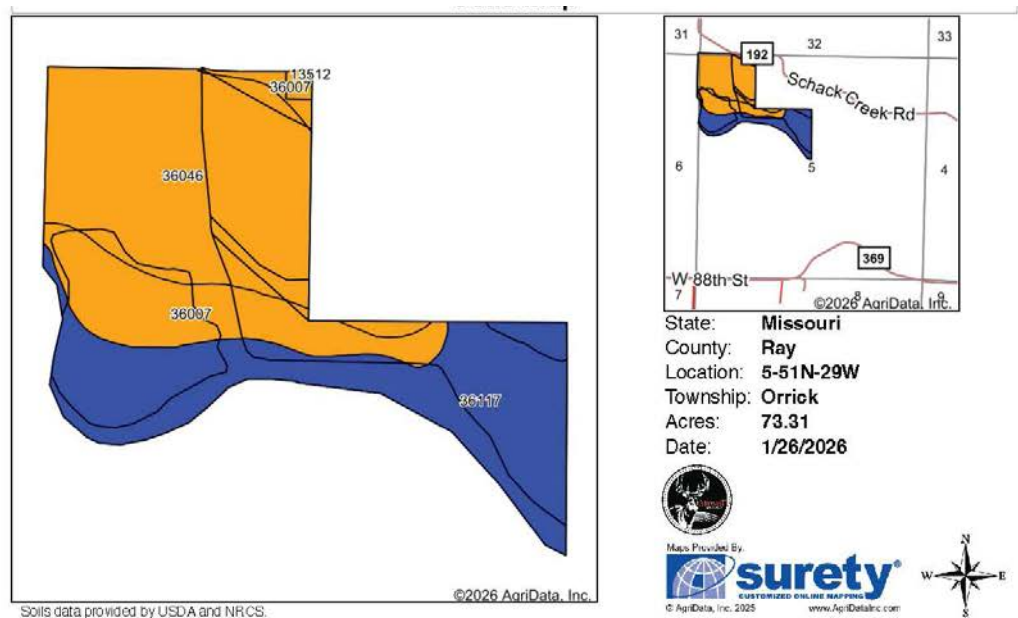 13512
36007
36046
36007
36117
©2026 AgriData, Inc.
Soils data provided by USDA and NRCS.
31
32
33
192
Schack Creek Rd
6
5
4
369
W 88th St
7
8
9
©2026 AgriData, Inc.
State: Missouri
County: Ray
Location: 5-51N-29W
Township: Orrick
Acres: 73.31
Date: 1/26/2026
Maps Provided By:
surety®
CUSTOMIZED ONLINE MAPPING
© AgriData, Inc. 2025
www.AgriDataInc.com
N
W
E
S